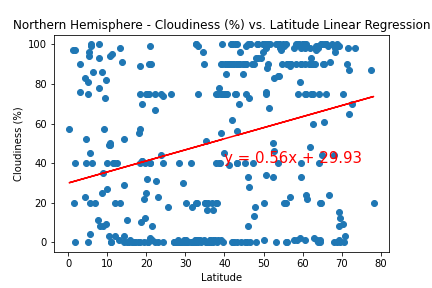 Northern Hemisphere - Cloudiness (%) vs. Latitude Linear Regression
100
80
60
40
20
0
Cloudiness (%)
y = 0.56x + 29.93
0 10 20 30 40 50 60 70 80
Latitude